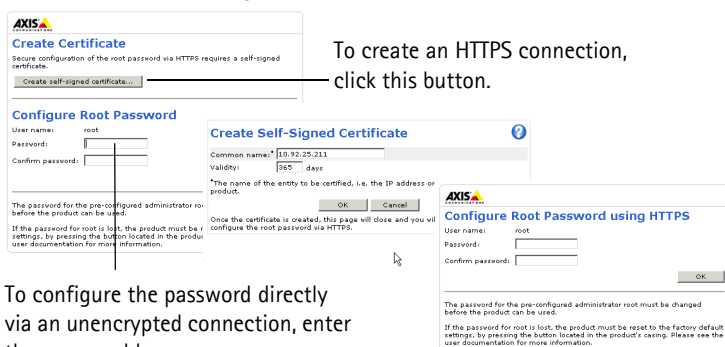 AXIS
COMMUNICATIONS
Create Certificate
Secure configuration of the root password via HTTPS requires a self-signed
certificate.
Create self-signed certificate...
To create an HTTPS connection,
click this button.
Configure Root Password
User name: root
Password:
Confirm password:
The password for the pre-configured administrator
before the product can be used.
If the password for root is lost, the product must be
settings, by pressing the button located in the
user documentation for more information.
Create Self-Signed Certificate
?
Common name:* 10.92.25.211
Validity: 365 days
*The name of the entity to be certified, i.e. the IP address or
product.
OK Cancel
Once the certificate is created, this page will close and you
configure the root password via HTTPS.
AXIS
COMMUNICATIONS
Configure Root Password using HTTPS
User name: root
Password:
Confirm password:
OK
The password for the pre-configured administrator root must be changed
before the product can be used.
If the password for root is lost, the product must be reset to the factory default
settings, by pressing the button located in the product's casing. Please see the
user documentation for more information.
To configure the password directly
via an unencrypted connection, enter